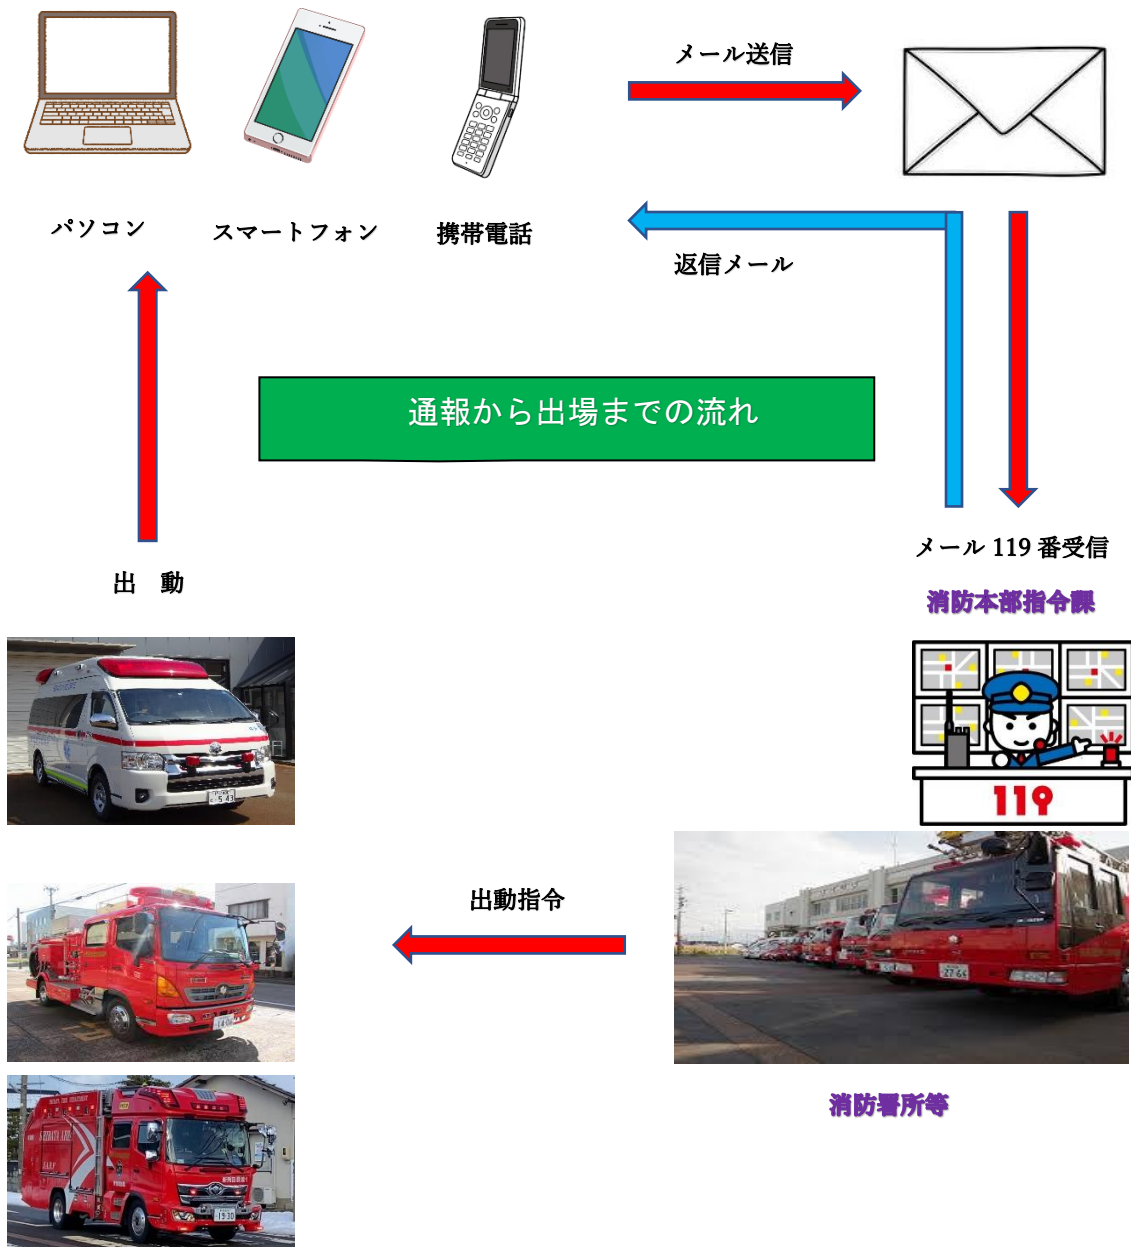 メール送信
パソコン
スマートフォン
携帯電話
返信メール
通報から出場までの流れ
メール 119 番受信
消防本部指令課
出　動
119
出動指令
2766
消防署所等